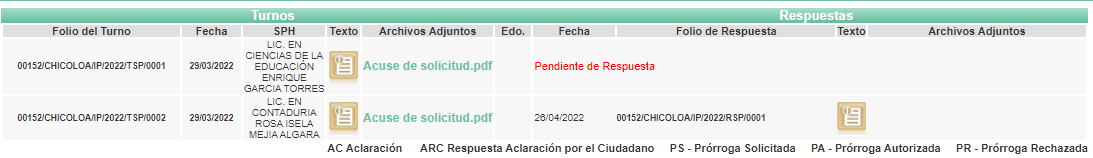 Turnos Respuestas
Folio del Turno Fecha SPH Texto Archivos Adjuntos Edo. Fecha Folio de Respuesta Texto Archivos Adjuntos
00152/CHICOLOA/IP/2022/TSP/0001 29/03/2022 LIC. EN
CIENCIAS DE LA
EDUCACIÓN
ENRIQUE
GARCIA TORRES
Acuse de solicitud.pdf Pendiente de Respuesta
00152/CHICOLOA/IP/2022/TSP/0002 29/03/2022 LIC. EN
CONTADURIA
ROSA ISELA
MEJIA ALGARA
Acuse de solicitud.pdf 26/04/2022 00152/CHICOLOA/IP/2022/RSP/0001
AC Aclaración ARC Respuesta Aclaración por el Ciudadano PS - Prórroga Solicitada PA - Prórroga Autorizada PR - Prórroga Rechazada